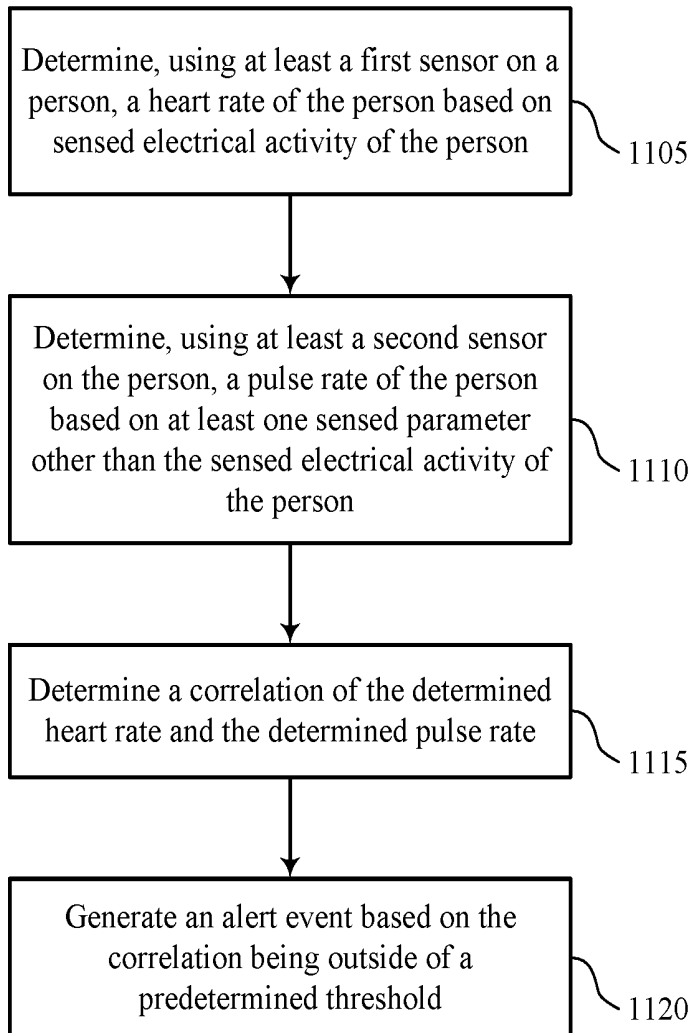 Determine, using at least a first sensor on a
person, a heart rate of the person based on
sensed electrical activity of the person
1105
Determine, using at least a second sensor
on the person, a pulse rate of the person
based on at least one sensed parameter
other than the sensed electrical activity of
the person
1110
Determine a correlation of the determined
heart rate and the determined pulse rate
1115
Generate an alert event based on the
correlation being outside of a
predetermined threshold
1120